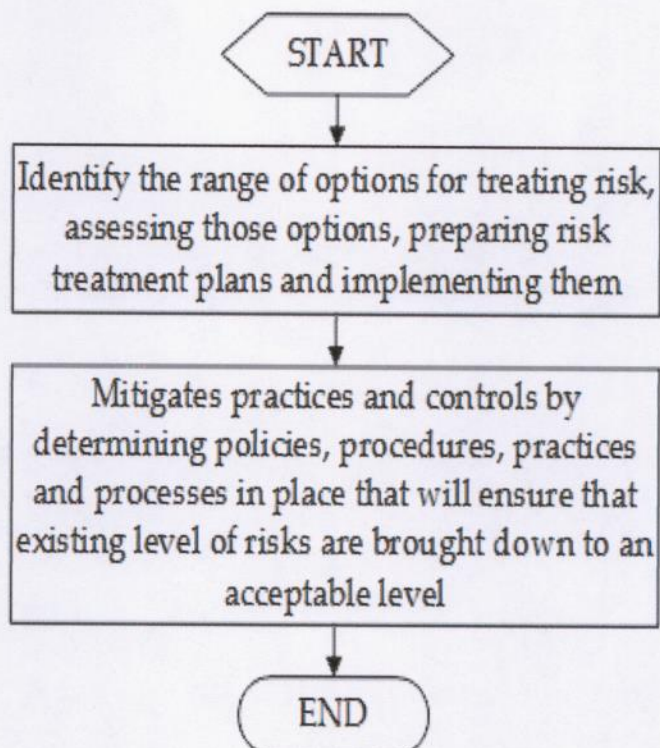 START
Identify the range of options for treating risk,
assessing those options, preparing risk
treatment plans and implementing them
Mitigates practices and controls by
determining policies, procedures, practices
and processes in place that will ensure that
existing level of risks are brought down to an
acceptable level
END